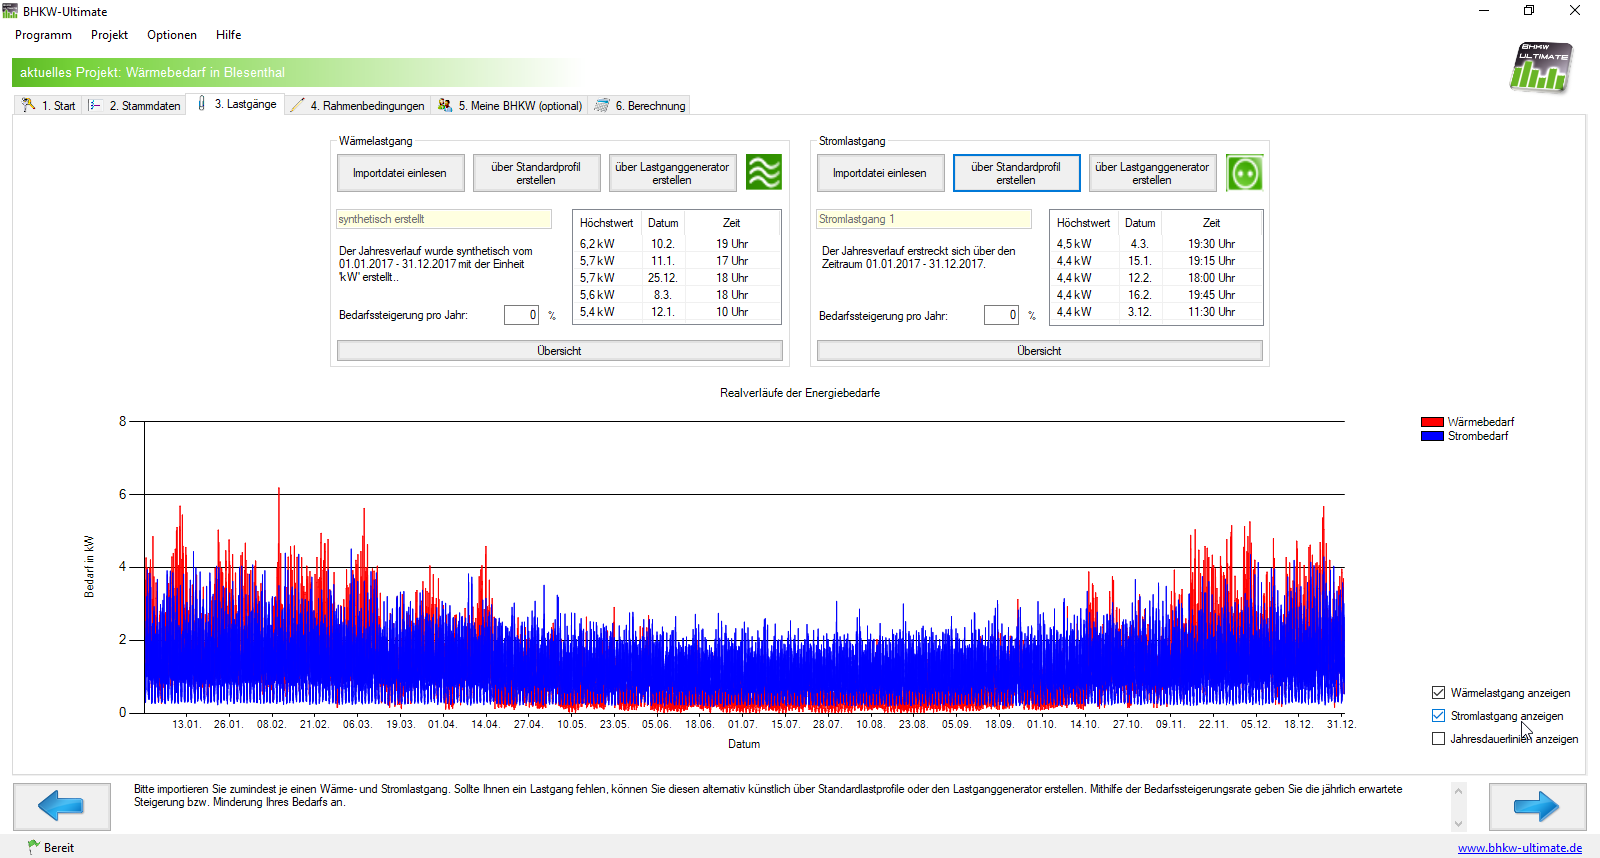 BHKW-Ultimate
Programm Projekt Optionen Hilfe
aktuelles Projekt: Wärmebedarf in Blesenthal
BHKW
ULTIMATE
1. Start 2. Stammdaten 3. Lastgänge 4. Rahmenbedingungen 5. Meine BHKW (optional) 6. Berechnung
Wärmelastgang
Importdatei einlesen
über Standardprofil
erstellen
über Lastganggenerator
erstellen
synthetisch erstellt
Der Jahresverlauf wurde synthetisch vom
01.01.2017 - 31.12.2017 mit der Einheit
'kW' erstellt..
Bedarfssteigerung pro Jahr: 0 %
Höchstwert Datum Zeit
6,2 kW 10.2. 19 Uhr
5,7 kW 11.1. 17 Uhr
5,7 kW 25.12. 18 Uhr
5,6 kW 8.3. 18 Uhr
5,4 kW 12.1. 10 Uhr
Übersicht
Stromlastgang
Importdatei einlesen
über Standardprofil
erstellen
über Lastganggenerator
erstellen
Stromlastgang 1
Der Jahresverlauf erstreckt sich über den
Zeitraum 01.01.2017 - 31.12.2017.
Bedarfssteigerung pro Jahr: 0 %
Höchstwert Datum Zeit
4,5 kW 4.3. 19:30 Uhr
4,4 kW 15.1. 19:15 Uhr
4,4 kW 12.2. 18:00 Uhr
4,4 kW 16.2. 19:45 Uhr
4,4 kW 3.12. 11:30 Uhr
Übersicht
Realverläufe der Energiebedarfe
Wärmebedarf
Strombedarf
Bedarf in kW
8
6
4
2
0
13.01. 26.01. 08.02. 21.02. 06.03. 19.03. 01.04. 14.04. 27.04. 10.05. 23.05. 05.06. 18.06. 01.07. 15.07. 28.07. 10.08. 23.08. 05.09. 18.09. 01.10. 14.10. 27.10. 09.11. 22.11. 05.12. 18.12. 31.12.
Datum
Wärmelastgang anzeigen
Stromlastgang anzeigen
Jahresdauerlinien anzeigen
Bitte importieren Sie zumindest je einen Wärme- und Stromlastgang. Sollte Ihnen ein Lastgang fehlen, können Sie diesen alternativ künstlich über Standardlastprofile oder den Lastganggenerator erstellen. Mithilfe der Bedarfssteigerungsrate geben Sie die jährlich erwartete
Steigerung bzw. Minderung Ihres Bedarfs an.
Bereit
www.bhkw-ultimate.de